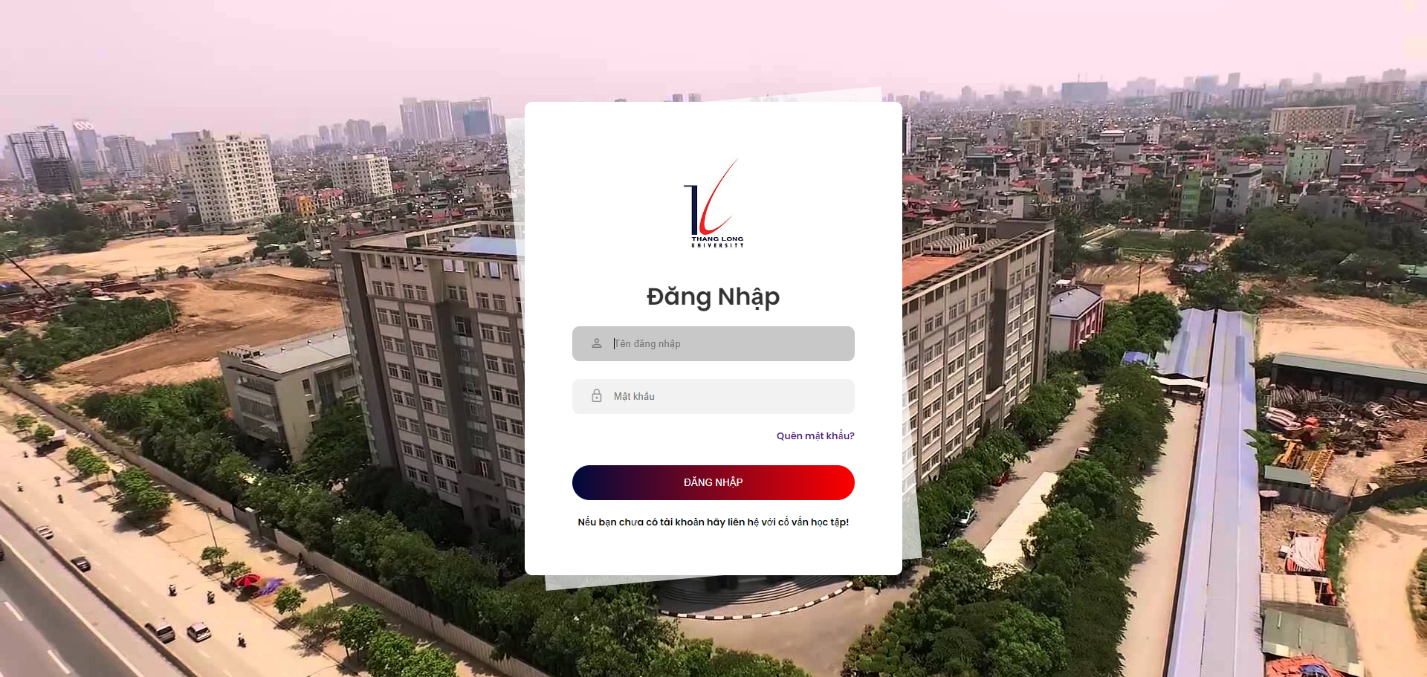 THANG LONG
UNIVERSITY
Đăng Nhập
Tên đăng nhập
Mật khẩu
Quên mật khẩu?
ĐĂNG NHẬP
Nếu bạn chưa có tài khoản hãy liên hệ với cố vấn học tập!